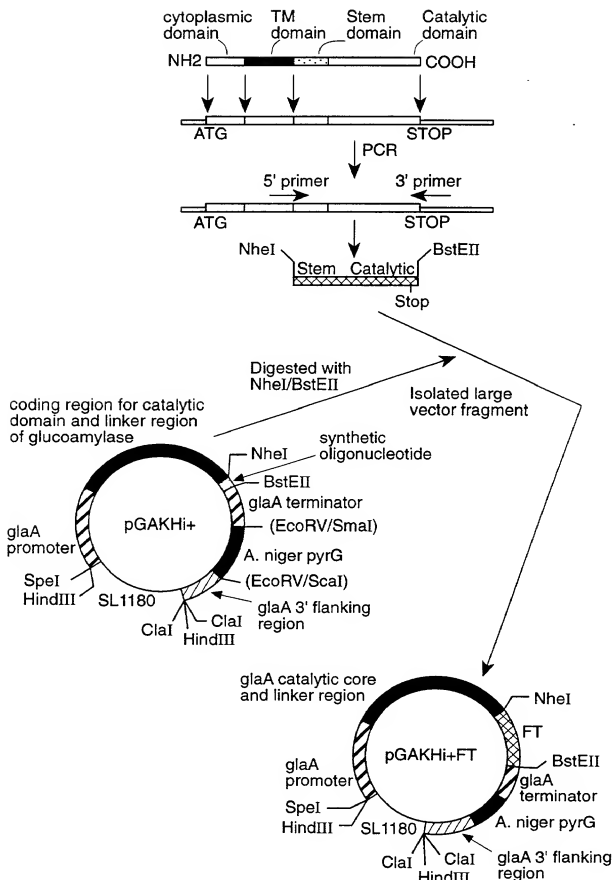 cytoplasmic
domain
TM
domain
Stem
domain
Catalytic
domain
NH2
COOH
ATG
STOP
PCR
5' primer
3' primer
ATG
STOP
NheI
BstEII
Stem
Catalytic
Stop
Digested with
NheI/BstEII
Isolated large
vector fragment
coding region for catalytic
domain and linker region
of glucoamylase
NheI
synthetic
oligonucleotide
BstEII
glaA terminator
(EcoRV/SmaI)
pGAKHi+
glaA
promoter
A. niger pyrG
(EcoRV/ScaI)
SpeI
HindIII
SL1180
glaA 3' flanking
region
ClaI
ClaI
HindIII
glaA catalytic core
and linker region
NheI
FT
pGAKHi+FT
BstEII
glaA
promoter
glaA
terminator
SpeI
HindIII
SL1180
A. niger pyrG
ClaI
ClaI
HindIII
glaA 3' flanking
region